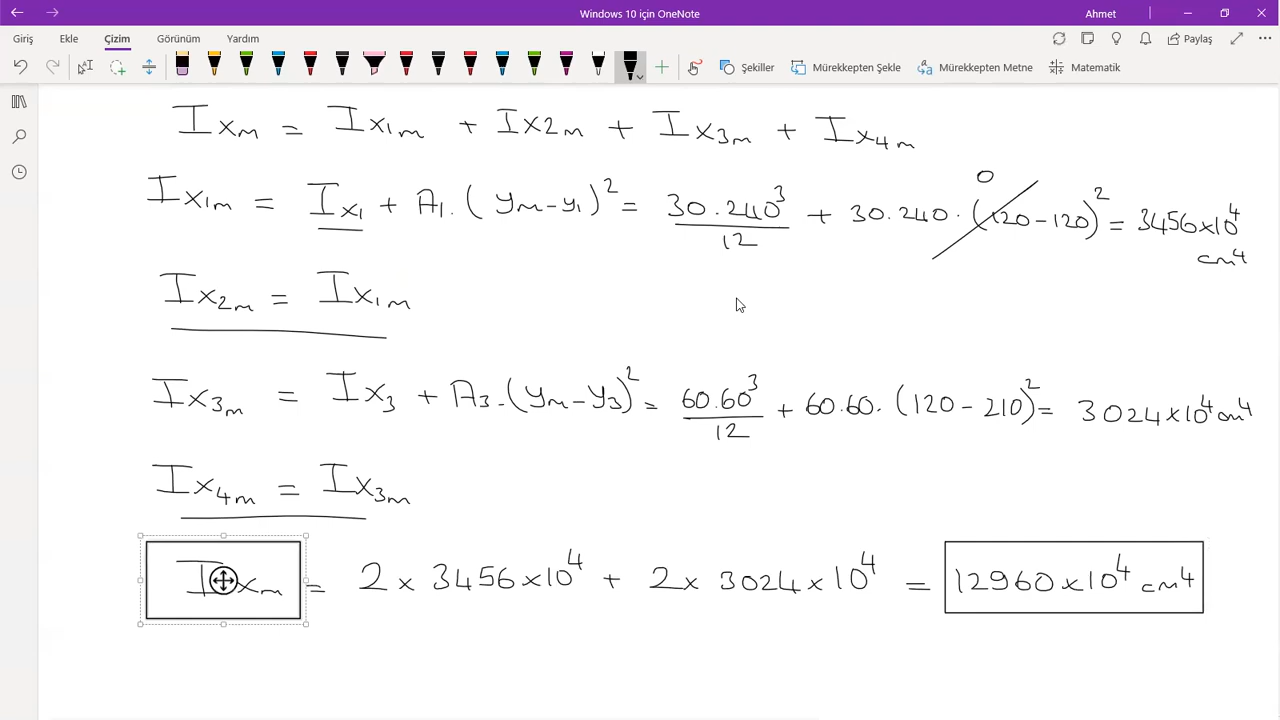 Windows 10 için OneNote
Ahmet
Giriş Ekle Çizim Görünüm Yardım
Paylaş
Şekiller Mürekkepten Şekle Mürekkepten Metne Matematik
Ixm = Ix1m + Ix2m + Ix3m + Ix4m
Ix1m = Ix1 + A1.(ym-y1)² = 30.240³/12 + 30.240.(120-120)² 0 = 3456x10⁴ cm⁴
Ix2m = Ix1m
Ix3m = Ix3 + A3.(ym-y3)² = 60.60³/12 + 60.60.(120-210)² = 3024x10⁴ cm⁴
Ix4m = Ix3m
Ixm = 2 x 3456x10⁴ + 2x 3024x10⁴ = 12960x10⁴ cm⁴